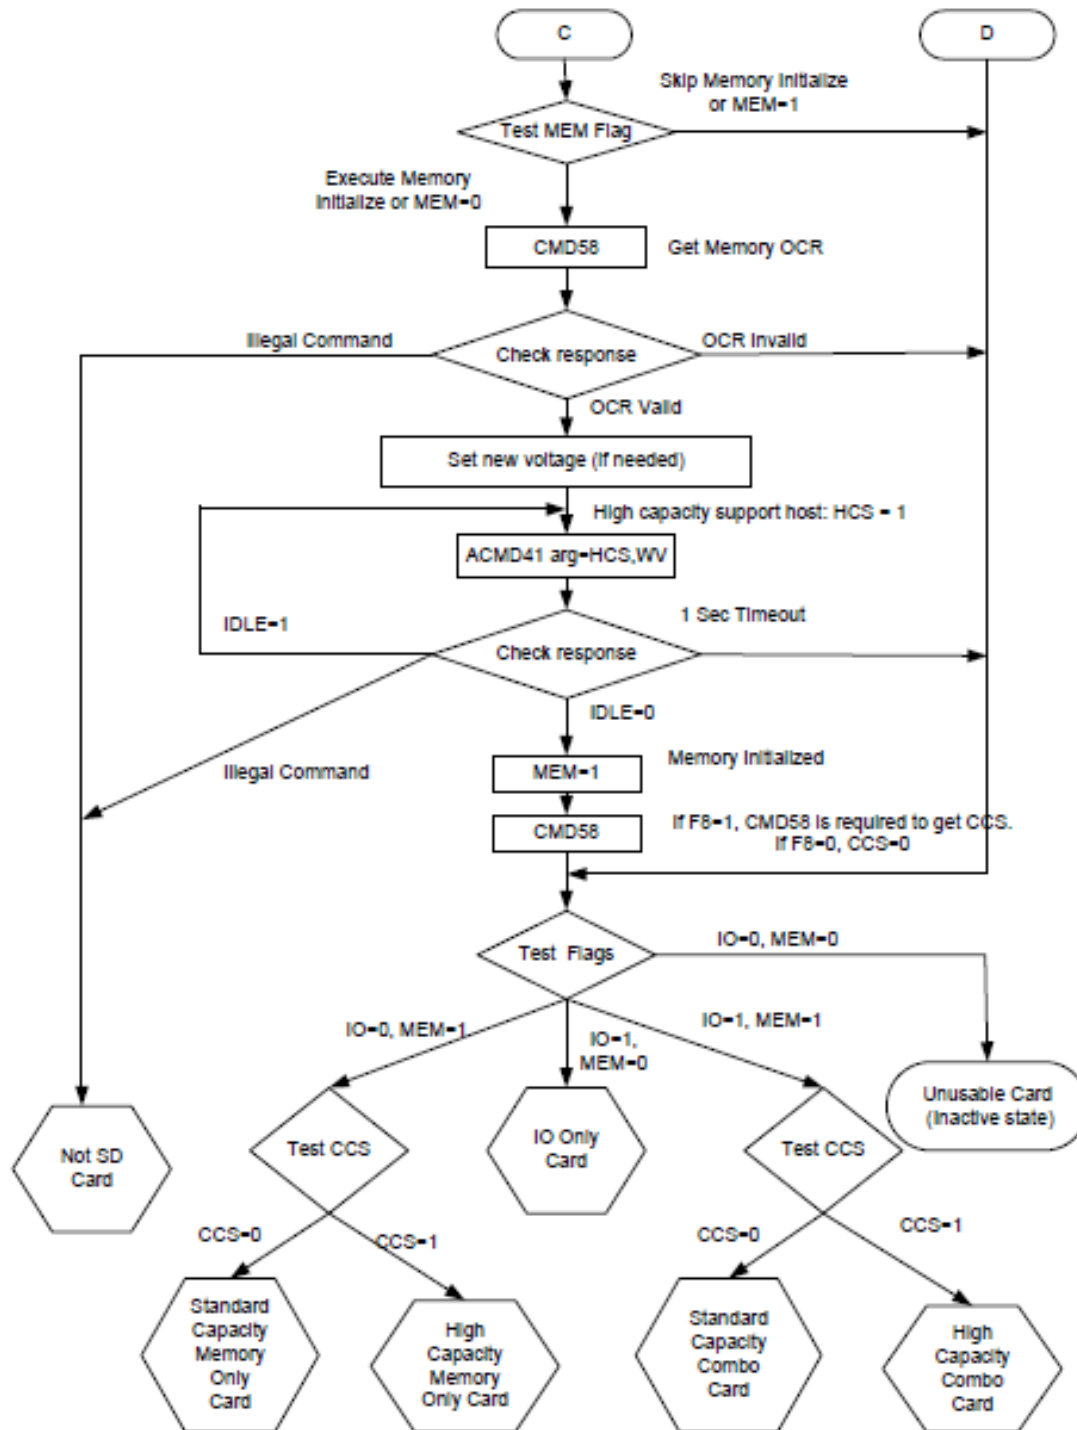 C
D
Skip Memory Initialize
or MEM=1
Test MEM Flag
Execute Memory
Initialize or MEM=0
CMD58
Get Memory OCR
Illegal Command
OCR Invalid
Check response
OCR Valid
Set new voltage (if needed)
High capacity support host: HCS = 1
ACMD41 arg=HCS,WV
1 Sec Timeout
IDLE=1
Check response
IDLE=0
Memory Initialized
Illegal Command
MEM=1
CMD58
If F8=1, CMD58 is required to get CCS.
If F8=0, CCS=0
IO=0, MEM=0
Test Flags
IO=0, MEM=1
IO=1,
MEM=0
IO=1, MEM=1
Unusable Card
(Inactive state)
Not SD
Card
Test CCS
IO Only
Card
Test CCS
CCS=0
CCS=1
CCS=0
CCS=1
Standard
Capacity
Memory
Only
Card
High
Capacity
Memory
Only Card
Standard
Capacity
Combo
Card
High
Capacity
Combo
Card